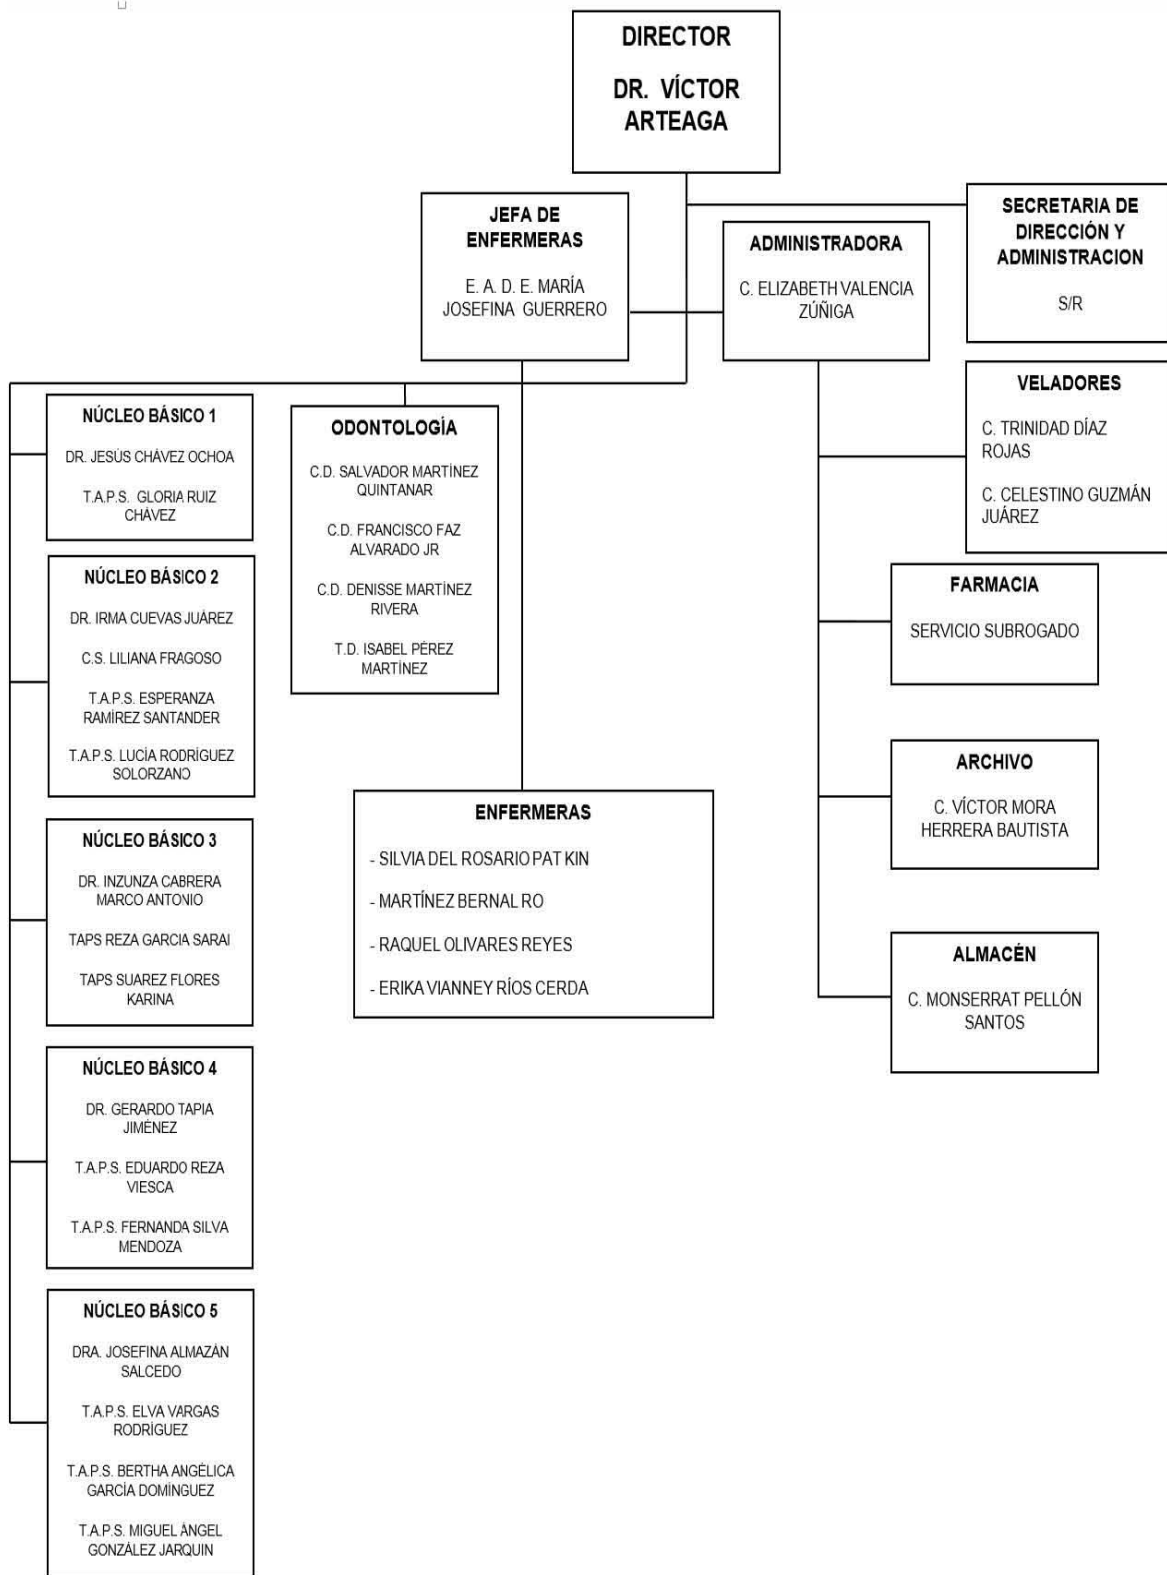 DIRECTOR
DR. VÍCTOR
ARTEAGA
JEFA DE
ENFERMERAS
E. A. D. E. MARÍA
JOSEFINA GUERRERO
ADMINISTRADORA
C. ELIZABETH VALENCIA
ZÚÑIGA
SECRETARIA DE
DIRECCIÓN Y
ADMINISTRACION
S/R
VELADORES
C. TRINIDAD DÍAZ
ROJAS
C. CELESTINO GUZMÁN
JUÁREZ
NÚCLEO BÁSICO 1
DR. JESÚS CHÁVEZ OCHOA
T.A.P.S. GLORIA RUIZ
CHÁVEZ
ODONTOLOGÍA
C.D. SALVADOR MARTÍNEZ
QUINTANAR
C.D. FRANCISCO FAZ
ALVARADO JR
C.D. DENISSE MARTÍNEZ
RIVERA
T.D. ISABEL PÉREZ
MARTÍNEZ
NÚCLEO BÁSICO 2
DR. IRMA CUEVAS JUÁREZ
C.S. LILIANA FRAGOSO
T.A.P.S. ESPERANZA
RAMÍREZ SANTANDER
T.A.P.S. LUCÍA RODRÍGUEZ
SOLORZANO
FARMACIA
SERVICIO SUBROGADO
ARCHIVO
C. VÍCTOR MORA
HERRERA BAUTISTA
ENFERMERAS
- SILVIA DEL ROSARIO PAT KIN
- MARTÍNEZ BERNAL RO
- RAQUEL OLIVARES REYES
- ERIKA VIANNEY RÍOS CERDA
NÚCLEO BÁSICO 3
DR. INZUNZA CABRERA
MARCO ANTONIO
TAPS REZA GARCIA SARAI
TAPS SUAREZ FLORES
KARINA
ALMACÉN
C. MONSERRAT PELLÓN
SANTOS
NÚCLEO BÁSICO 4
DR. GERARDO TAPIA
JIMÉNEZ
T.A.P.S. EDUARDO REZA
VIESCA
T.A.P.S. FERNANDA SILVA
MENDOZA
NÚCLEO BÁSICO 5
DRA. JOSEFINA ALMAZÁN
SALCEDO
T.A.P.S. ELVA VARGAS
RODRÍGUEZ
T.A.P.S. BERTHA ANGÉLICA
GARCÍA DOMÍNGUEZ
T.A.P.S. MIGUEL ÁNGEL
GONZÁLEZ JARQUIN